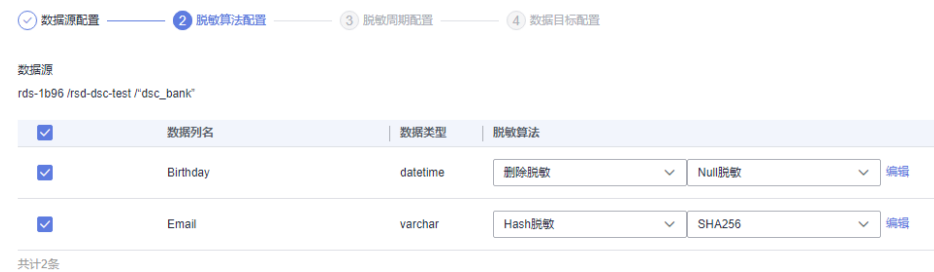 数据源配置 2 脱敏算法配置 3 脱敏周期配置 4 数据目标配置
数据源
rds-1b96 /rsd-dsc-test /“dsc_bank”
数据列名 数据类型 脱敏算法
Birthday datetime 删除脱敏 Null脱敏 编辑
Email varchar Hash脱敏 SHA256 编辑
共计2条